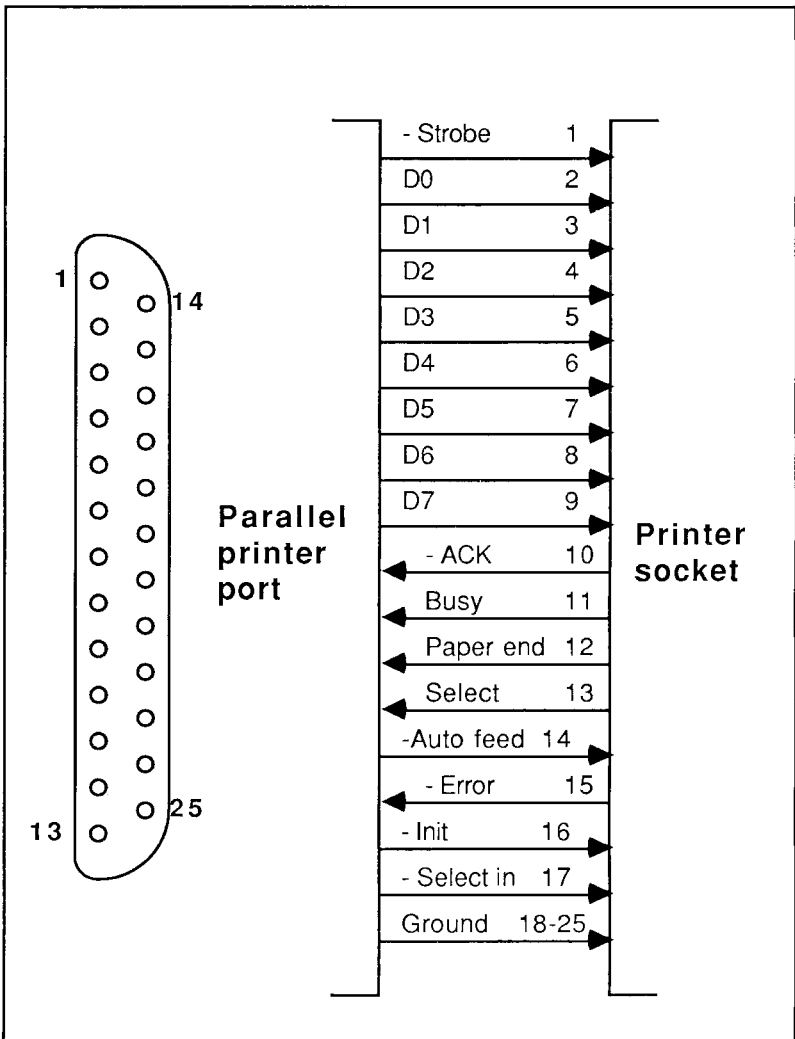 1
14
13
25
Parallel
printer
port
- Strobe 1
D0 2
D1 3
D2 4
D3 5
D4 6
D5 7
D6 8
D7 9
- ACK 10
Busy 11
Paper end 12
Select 13
-Auto feed 14
- Error 15
- Init 16
- Select in 17
Ground 18-25
Printer
socket